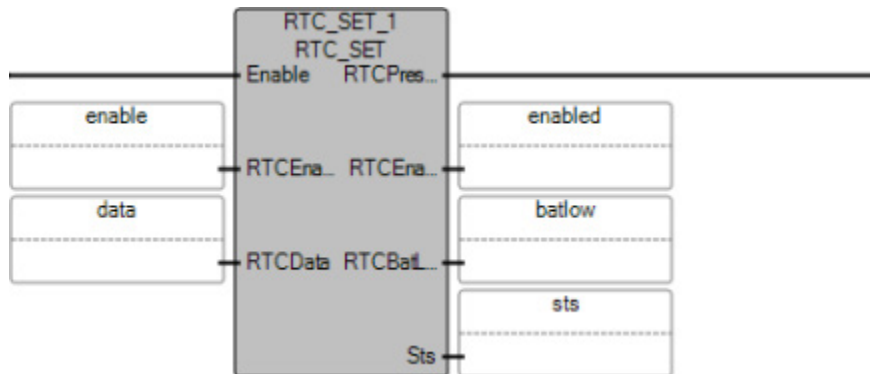 RTC_SET_1
RTC_SET
Enable RTCPres...
enable
enabled
RTCEna... RTCEna...
data
batlow
RTCData RTCBatL...
sts
Sts